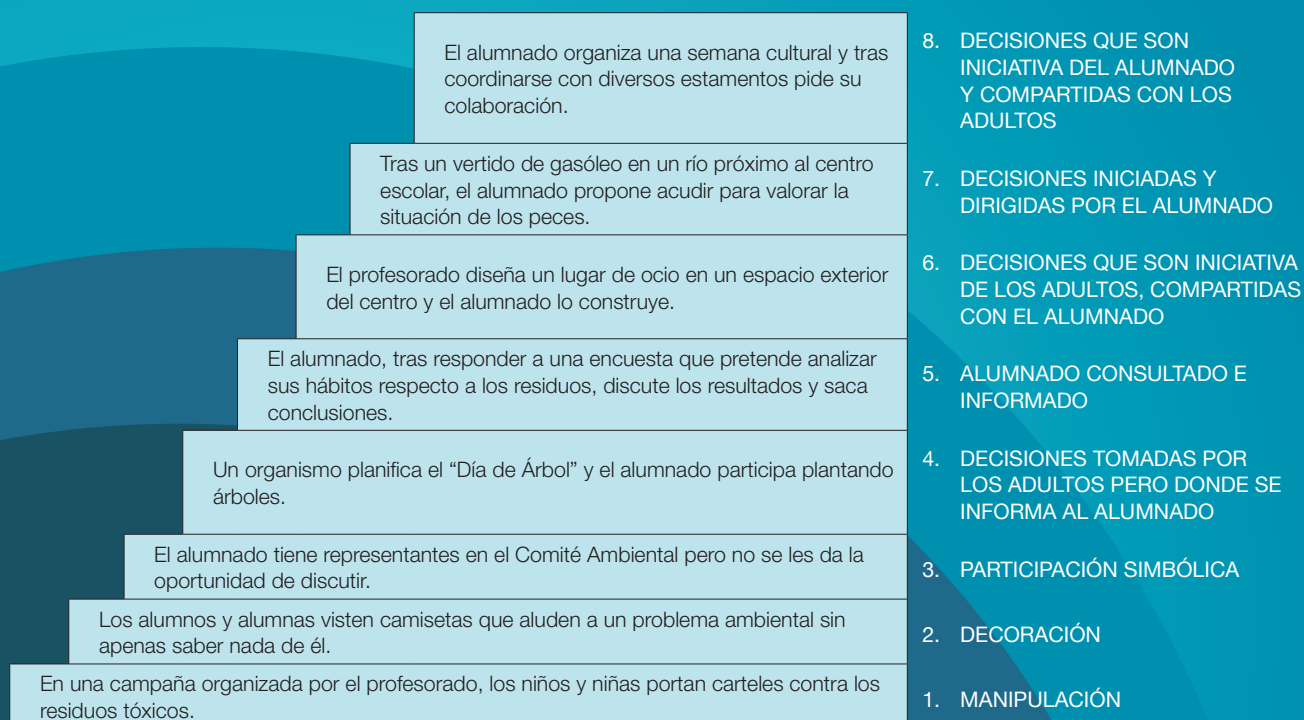 El alumnado organiza una semana cultural y tras
coordinarse con diversos estamentos pide su
colaboración.
8. DECISIONES QUE SON
INICIATIVA DEL ALUMNADO
Y COMPARTIDAS CON LOS
ADULTOS
Tras un vertido de gasóleo en un río próximo al centro
escolar, el alumnado propone acudir para valorar la
situación de los peces.
7. DECISIONES INICIADAS Y
DIRIGIDAS POR EL ALUMNADO
El profesorado diseña un lugar de ocio en un espacio exterior
del centro y el alumnado lo construye.
6. DECISIONES QUE SON INICIATIVA
DE LOS ADULTOS, COMPARTIDAS
CON EL ALUMNADO
El alumnado, tras responder a una encuesta que pretende analizar
sus hábitos respecto a los residuos, discute los resultados y saca
conclusiones.
5. ALUMNADO CONSULTADO E
INFORMADO
Un organismo planifica el “Día de Árbol” y el alumnado participa plantando
árboles.
4. DECISIONES TOMADAS POR
LOS ADULTOS PERO DONDE SE
INFORMA AL ALUMNADO
El alumnado tiene representantes en el Comité Ambiental pero no se les da la
oportunidad de discutir.
3. PARTICIPACIÓN SIMBÓLICA
Los alumnos y alumnas visten camisetas que aluden a un problema ambiental sin
apenas saber nada de él.
2. DECORACIÓN
En una campaña organizada por el profesorado, los niños y niñas portan carteles contra los
residuos tóxicos.
1. MANIPULACIÓN